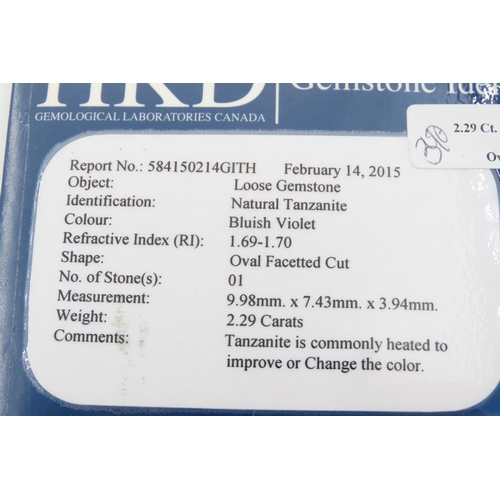 HRD
GEMOLOGICAL LABORATORIES CANADA
Gemstone
2.29 Ct.
390
Report No.: 584150214GITH February 14, 2015
Object: Loose Gemstone
Identification: Natural Tanzanite
Colour: Bluish Violet
Refractive Index (RI): 1.69-1.70
Shape: Oval Facetted Cut
No. of Stone(s): 01
Measurement: 9.98mm. x 7.43mm. x 3.94mm.
Weight: 2.29 Carats
Comments: Tanzanite is commonly heated to
improve or Change the color.